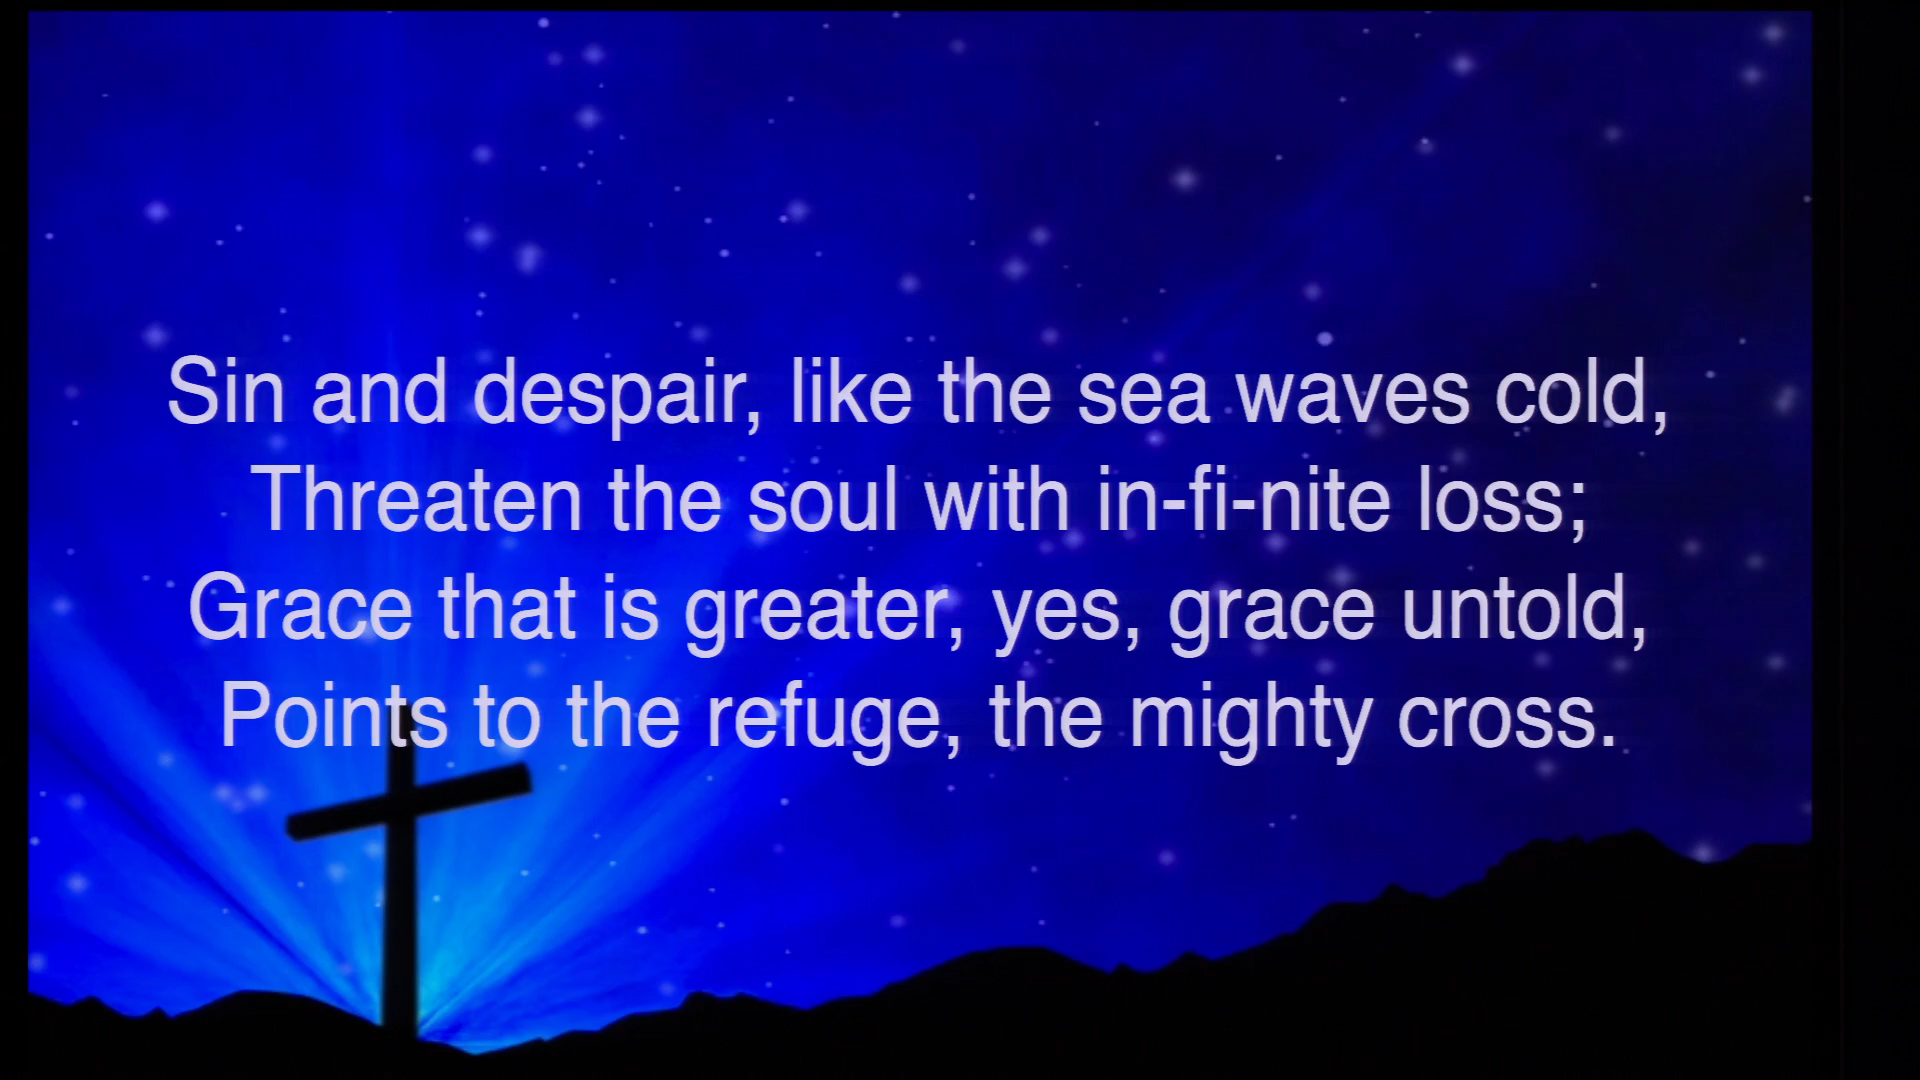 Sin and despair, like the sea waves cold,
Threaten the soul with in-fi-nite loss;
Grace that is greater, yes, grace untold,
Points to the refuge, the mighty cross.